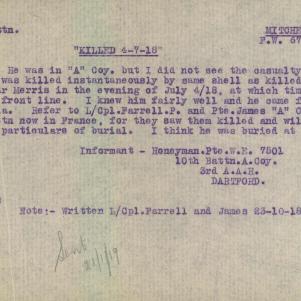 ttn.
MITCHE
F.W. 67
"KILLED 4-7-18"
He was in "A" Coy. but I did not see the casualty
was killed instantaneously by same shell as killed
r Merris in the evening of July 4/18, at which tim
front line. I knew him fairly well and he came f
a. Refer to L/Cpl.Farrell.P. and Pte.James "A" C
tn now in France, for they saw them killed and wil
particulars of burial. I think he was buried at
Informant - Honeyman.Pte.W.R. 7501
10th Battn.A.Coy.
3rd A.A.H.
DARTFORD.
Note:- Written L/Cpl.Farrell and James 23-10-18
Sent